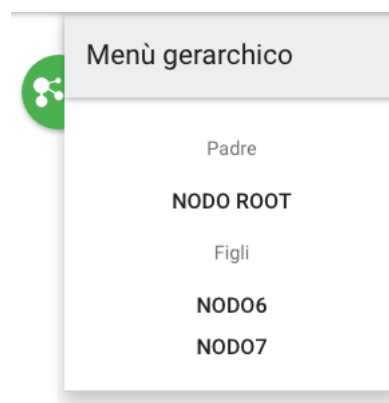 Menù gerarchico
Padre
NODO ROOT
Figli
NODO6
NODO7